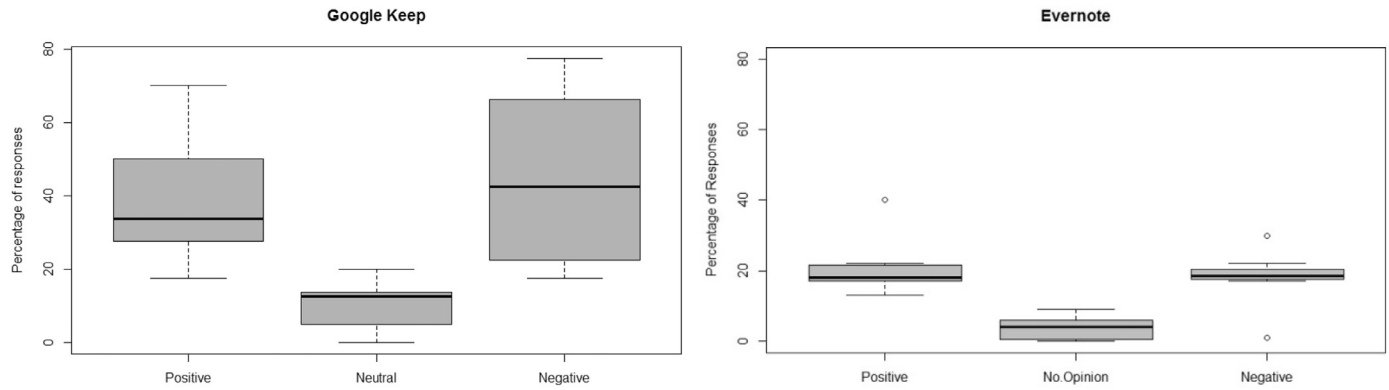 Google Keep
Percentage of responses
80
60
40
20
0
Positive Neutral Negative
Evernote
Percentage of Responses
80
60
40
20
0
Positive No.Opinion Negative